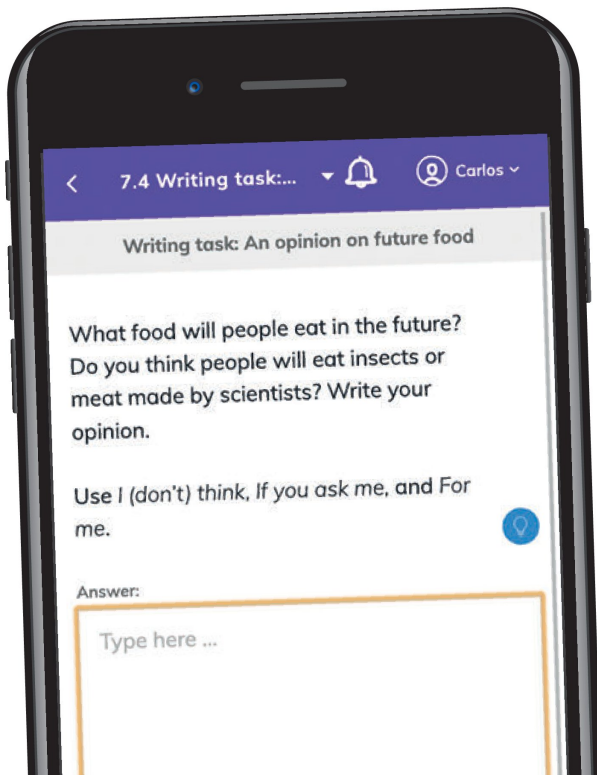 7.4 Writing task:... Carlos
Writing task: An opinion on future food
What food will people eat in the future?
Do you think people will eat insects or
meat made by scientists? Write your
opinion.
Use I (don't) think, If you ask me, and For
me.
Answer:
Type here ...